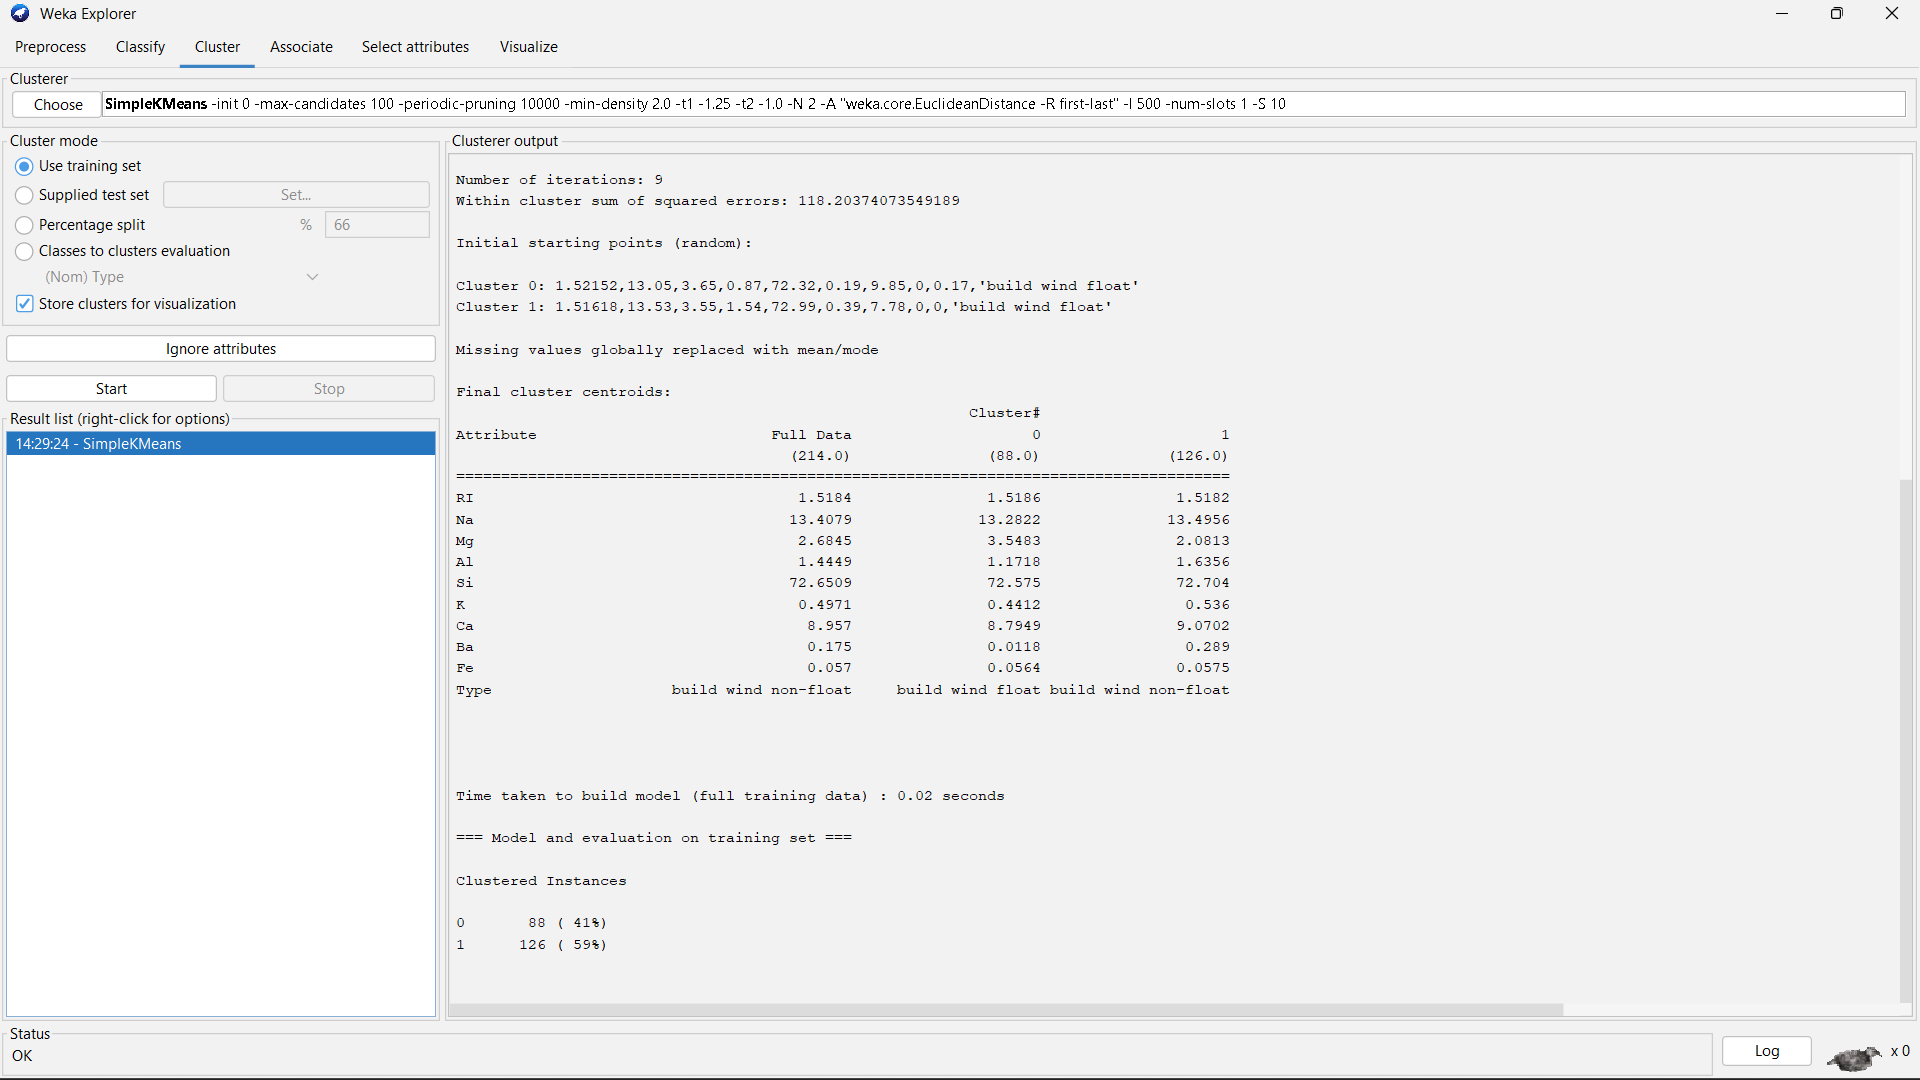 Weka Explorer
Preprocess Classify Cluster Associate Select attributes Visualize
Clusterer
Choose SimpleKMeans -init 0 -max-candidates 100 -periodic-pruning 10000 -min-density 2.0 -t1 -1.25 -t2 -1.0 -N 2 -A "weka.core.EuclideanDistance -R first-last" -I 500 -num-slots 1 -S 10
Cluster mode
Use training set
Supplied test set Set...
Percentage split % 66
Classes to clusters evaluation
(Nom) Type
Store clusters for visualization
Ignore attributes
Start Stop
Result list (right-click for options)
14:29:24 - SimpleKMeans
Clusterer output
Number of iterations: 9
Within cluster sum of squared errors: 118.20374073549189
Initial starting points (random):
Cluster 0: 1.52152,13.05,3.65,0.87,72.32,0.19,9.85,0,0.17,'build wind float'
Cluster 1: 1.51618,13.53,3.55,1.54,72.99,0.39,7.78,0,0,'build wind float'
Missing values globally replaced with mean/mode
Final cluster centroids:
Cluster#
Attribute Full Data 0 1
(214.0) (88.0) (126.0)
======================================================================================
RI 1.5184 1.5186 1.5182
Na 13.4079 13.2822 13.4956
Mg 2.6845 3.5483 2.0813
Al 1.4449 1.1718 1.6356
Si 72.6509 72.575 72.704
K 0.4971 0.4412 0.536
Ca 8.957 8.7949 9.0702
Ba 0.175 0.0118 0.289
Fe 0.057 0.0564 0.0575
Type build wind non-float build wind float build wind non-float
Time taken to build model (full training data) : 0.02 seconds
=== Model and evaluation on training set ===
Clustered Instances
0 88 ( 41%)
1 126 ( 59%)
Status
OK
Log
x 0